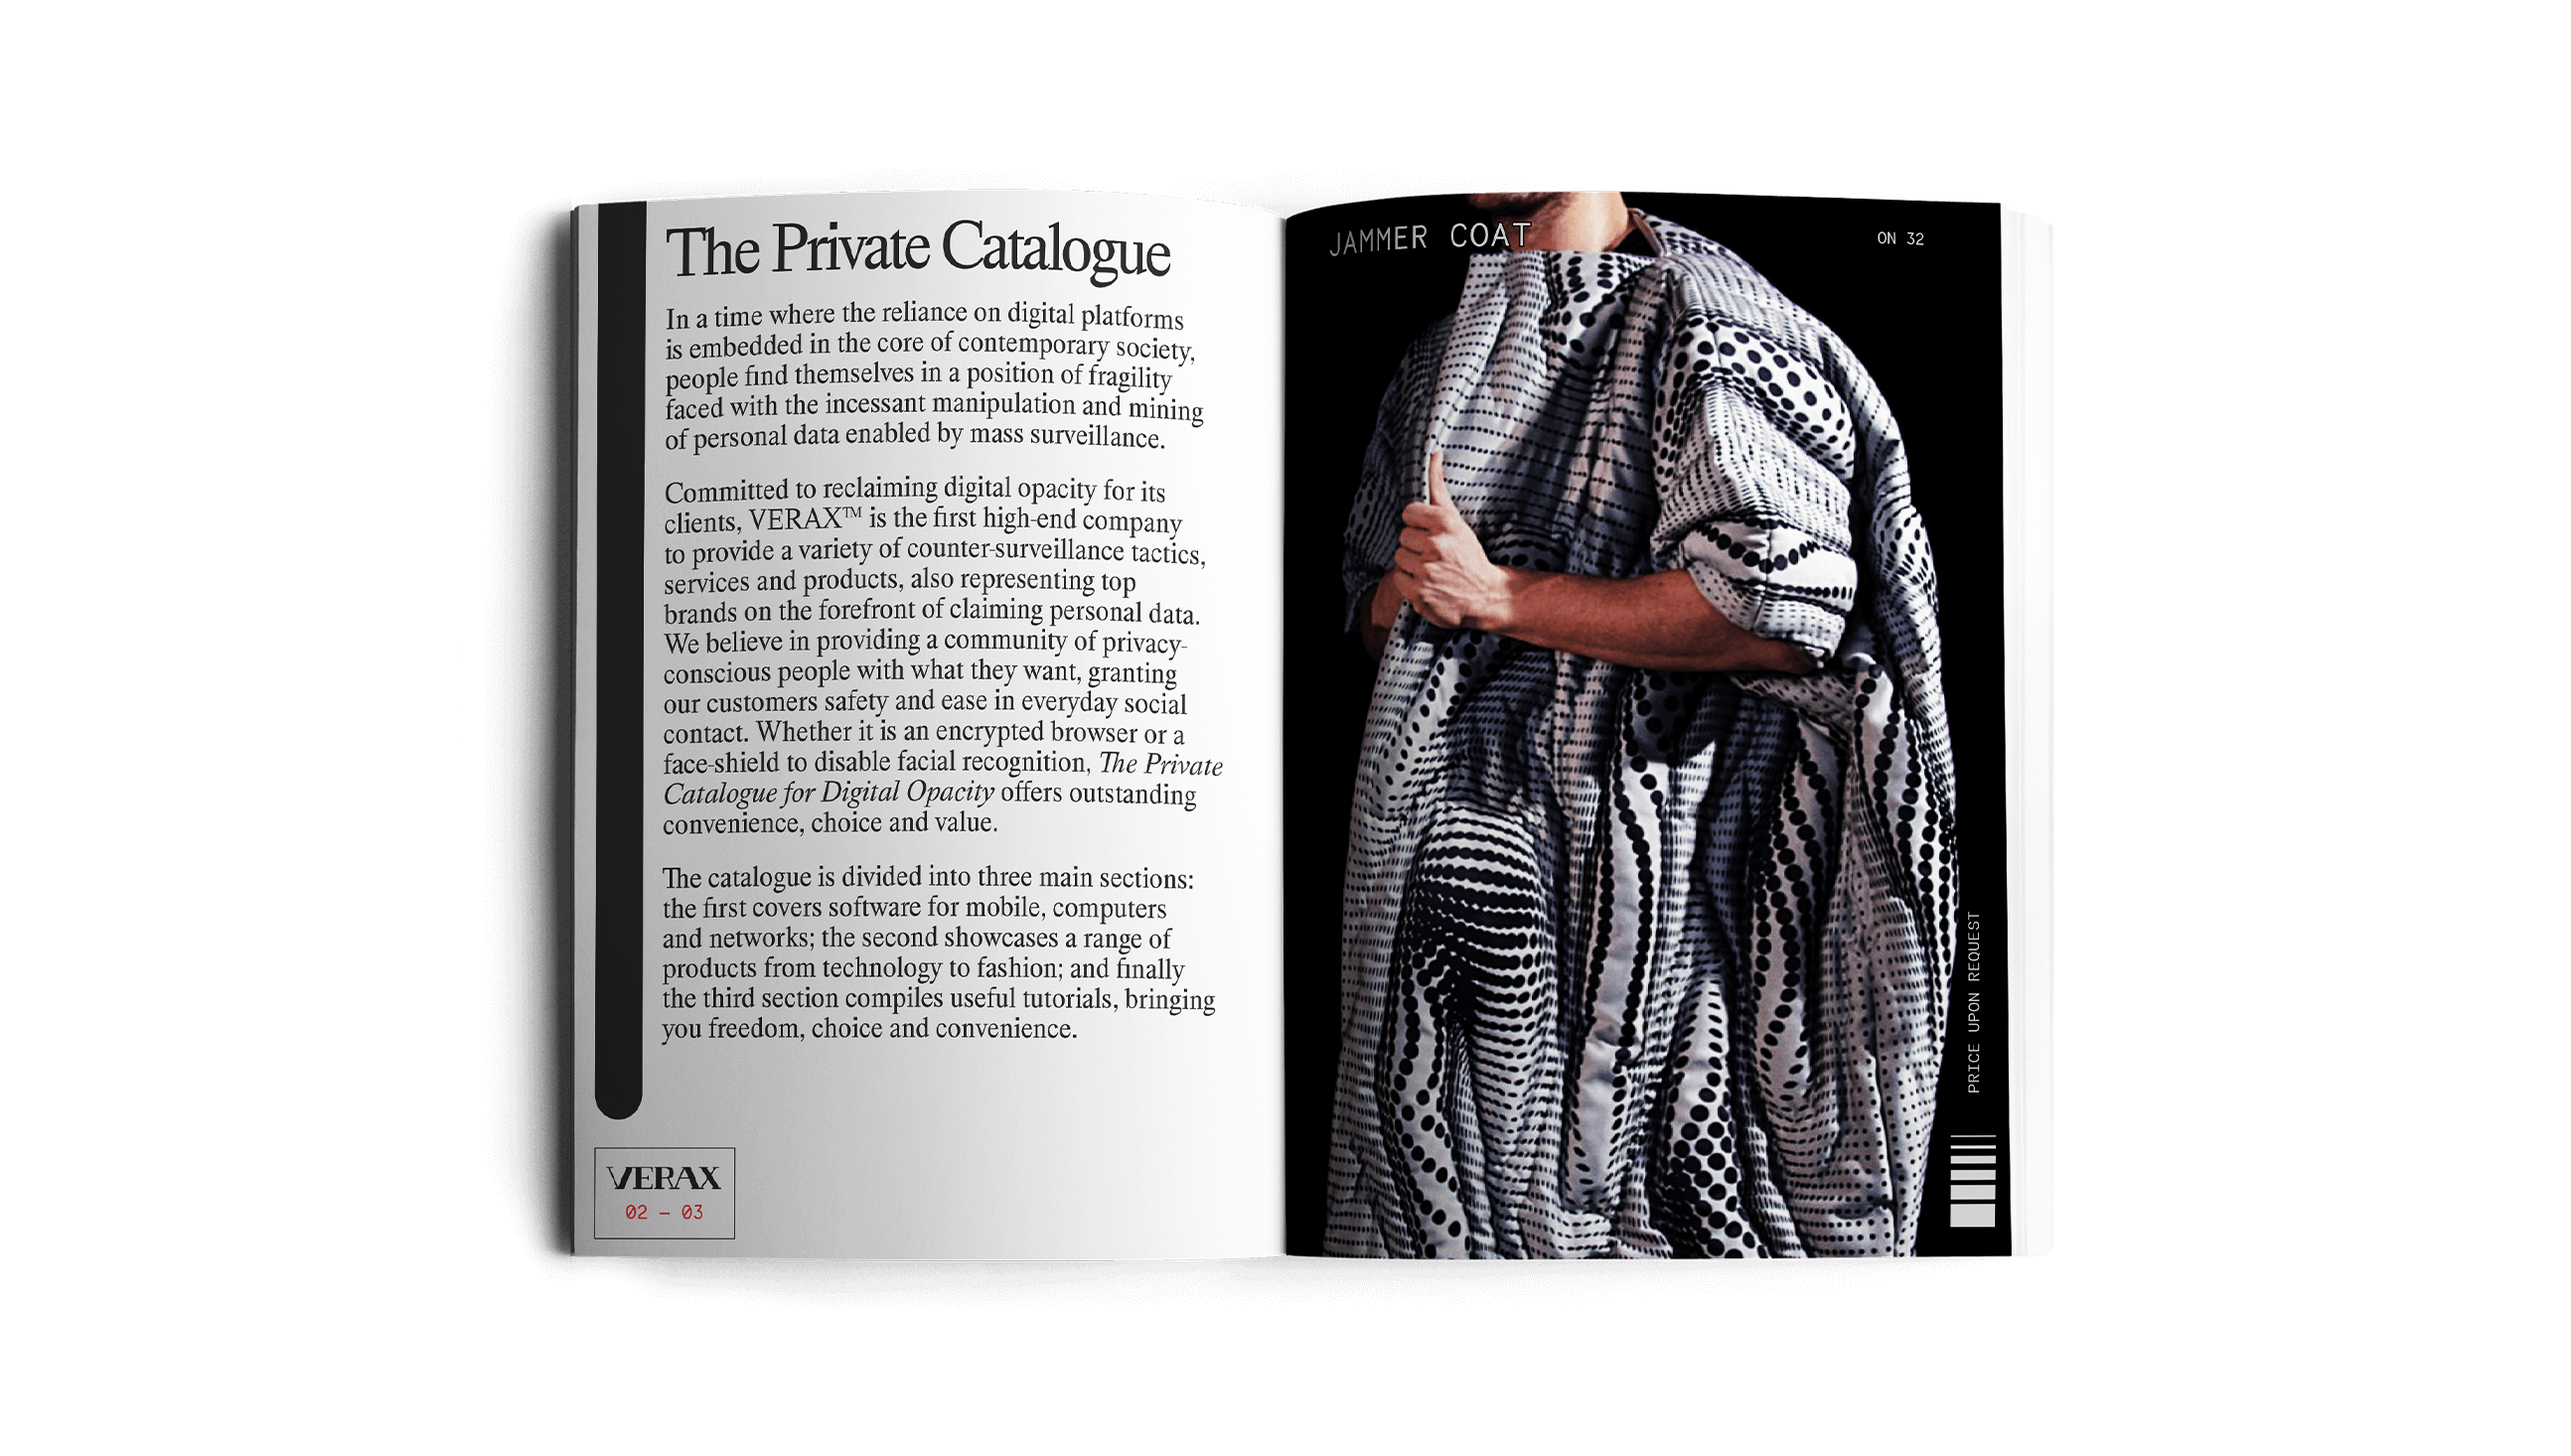 The Private Catalogue
In a time where the reliance on digital platforms
is embedded in the core of contemporary society,
people find themselves in a position of fragility
faced with the incessant manipulation and mining
of personal data enabled by mass surveillance.
Committed to reclaiming digital opacity for its
clients, VERAX™ is the first high-end company
to provide a variety of counter-surveillance tactics,
services and products, also representing top
brands on the forefront of claiming personal data.
We believe in providing a community of privacy-
conscious people with what they want, granting
our customers safety and ease in everyday social
contact. Whether it is an encrypted browser or a
face-shield to disable facial recognition, The Private
Catalogue for Digital Opacity offers outstanding
convenience, choice and value.
The catalogue is divided into three main sections:
the first covers software for mobile, computers
and networks; the second showcases a range of
products from technology to fashion; and finally
the third section compiles useful tutorials, bringing
you freedom, choice and convenience.
VERAX
02 – 03
JAMMER COAT
ON 32
PRICE UPON REQUEST